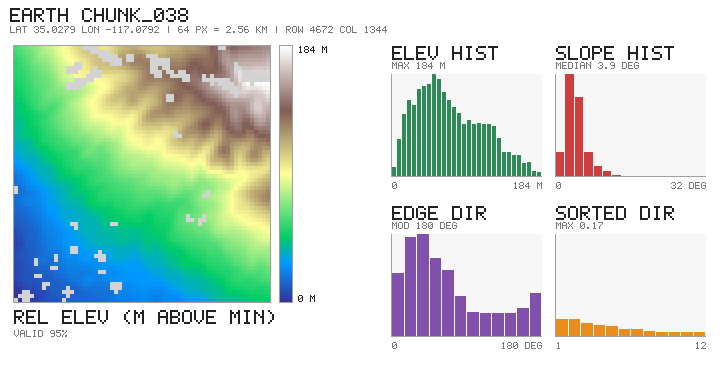 EARTH CHUNK_038
LAT 35.0279 LON -117.0792 | 64 PX = 2.56 KM | ROW 4672 COL 1344
184 M
0 M
REL ELEV (M ABOVE MIN)
VALID 95%
ELEV HIST
MAX 184 M
0 184 M
SLOPE HIST
MEDIAN 3.9 DEG
0 32 DEG
EDGE DIR
MOD 180 DEG
0 180 DEG
SORTED DIR
MAX 0.17
1 12